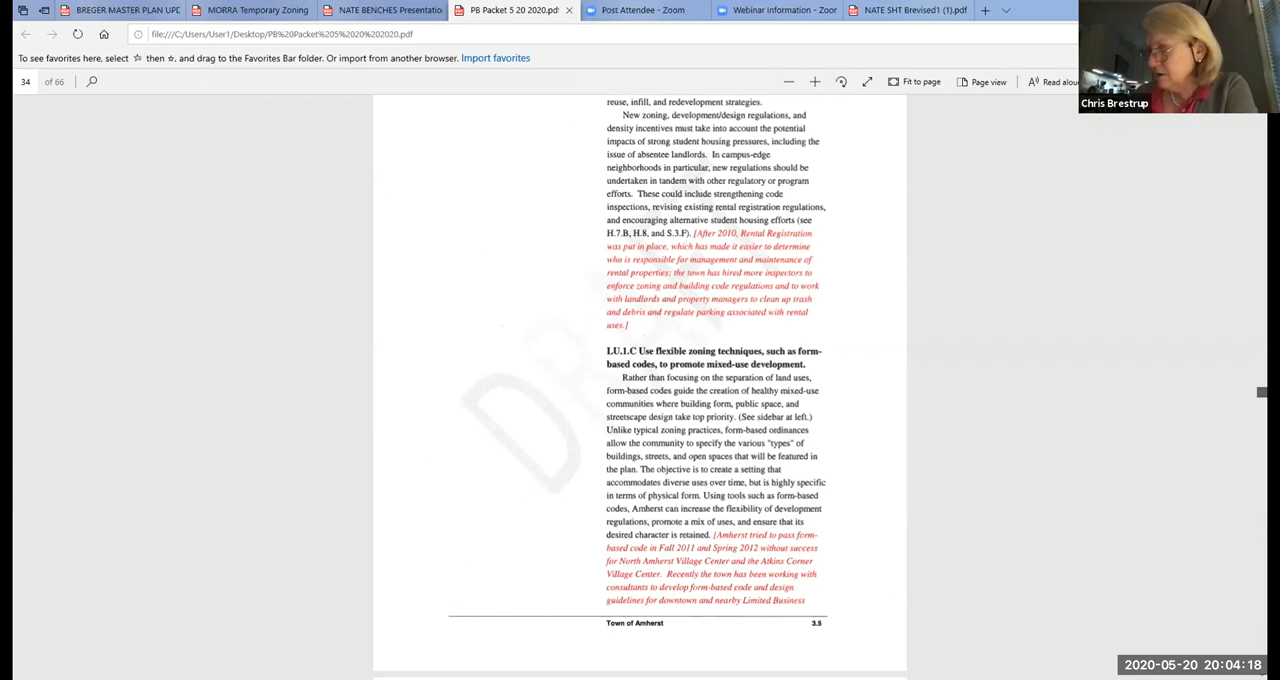 BREGER MASTER PLAN UPD
MORRA Temporary Zoning
NATE BENCHES Presentatio
PB Packet 5 20 2020.pdf
Post Attendee - Zoom
Webinar Information - Zoom
NATE SHT Brevised1 (1).pdf
file:///C:/Users/User1/Desktop/PB%20Packet%205%2020%202020.pdf
To see favorites here, select ☆ then ☆, and drag to the Favorites Bar folder. Or import from another browser. Import favorites
34 of 66
Fit to page
Page view
Read alou
Chris Brestrup
reuse, infill, and redevelopment strategies.
New zoning, development/design regulations, and
density incentives must take into account the potential
impacts of strong student housing pressures, including the
issue of absentee landlords. In campus-edge
neighborhoods in particular, new regulations should be
undertaken in tandem with other regulatory or program
efforts. These could include strengthening code
inspections, revising existing rental registration regulations,
and encouraging alternative student housing efforts (see
H.7.B, H.8, and S.3.F). [After 2010, Rental Registration
was put in place, which has made it easier to determine
who is responsible for management and maintenance of
rental properties; the town has hired more inspectors to
enforce zoning and building code regulations and to work
with landlords and property managers to clean up trash
and debris and regulate parking associated with rental
uses.]
LU.1.C Use flexible zoning techniques, such as form-
based codes, to promote mixed-use development.
Rather than focusing on the separation of land uses,
form-based codes guide the creation of healthy mixed-use
communities where building form, public space, and
streetscape design take top priority. (See sidebar at left.)
Unlike typical zoning practices, form-based ordinances
allow the community to specify the various "types" of
buildings, streets, and open spaces that will be featured in
the plan. The objective is to create a setting that
accommodates diverse uses over time, but is highly specific
in terms of physical form. Using tools such as form-based
codes, Amherst can increase the flexibility of development
regulations, promote a mix of uses, and ensure that its
desired character is retained. [Amherst tried to pass form-
based code in Fall 2011 and Spring 2012 without success
for North Amherst Village Center and the Atkins Corner
Village Center. Recently the town has been working with
consultants to develop form-based code and design
guidelines for downtown and nearby Limited Business
Town of Amherst 3.5
2020-05-20 20:04:18